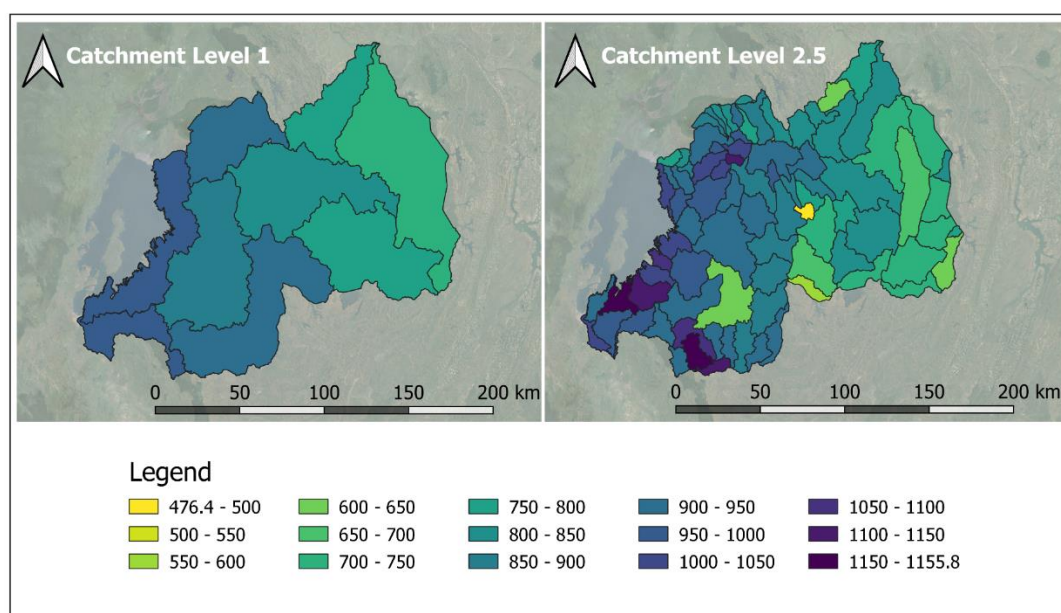 Catchment Level 1
Catchment Level 2.5
0 50 100 150 200 km
0 50 100 150 200 km
Legend
476.4 - 500
500 - 550
550 - 600
600 - 650
650 - 700
700 - 750
750 - 800
800 - 850
850 - 900
900 - 950
950 - 1000
1000 - 1050
1050 - 1100
1100 - 1150
1150 - 1155.8